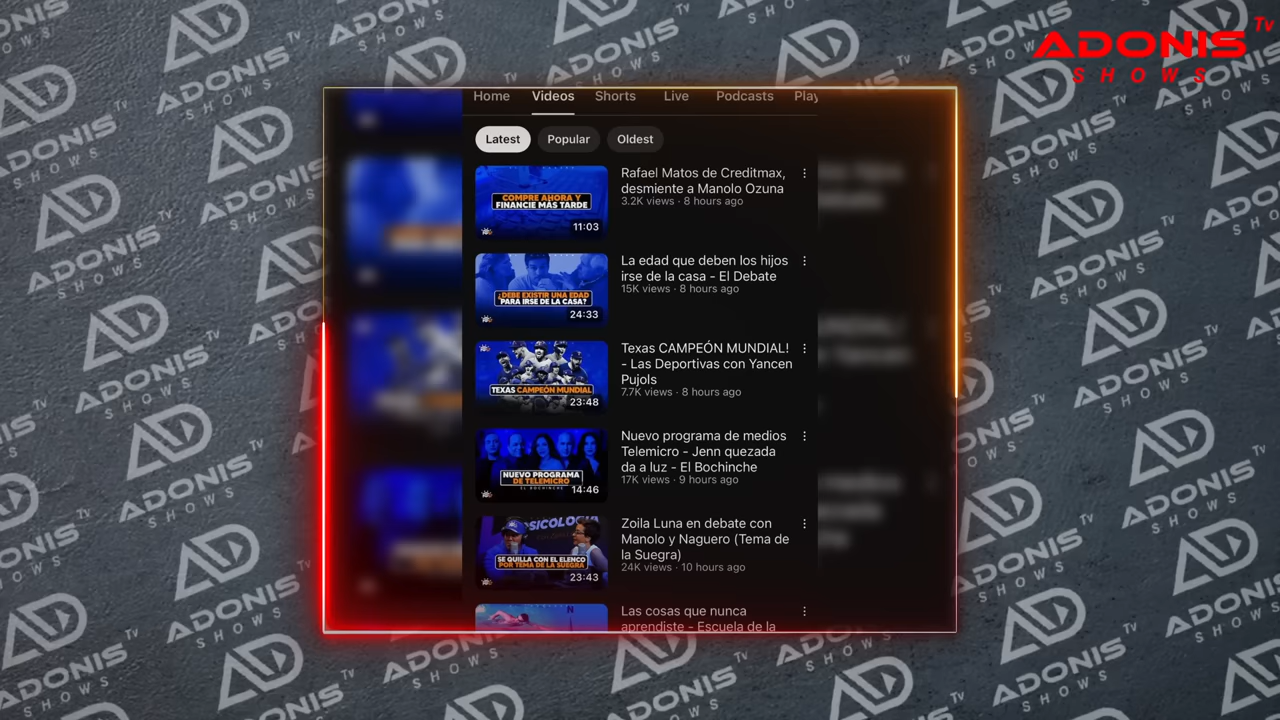 Tv
ADONIS
SHOWS
Home Videos Shorts Live Podcasts Play
Latest Popular Oldest
COMPRE AHORA Y
FINANCIE MÁS TARDE
11:03
Rafael Matos de Creditmax,
desmiente a Manolo Ozuna
3.2K views · 8 hours ago
¿DEBE EXISTIR UNA EDAD
PARA IRSE DE LA CASA?
24:33
La edad que deben los hijos
irse de la casa - El Debate
15K views · 8 hours ago
TEXAS CAMPEÓN MUNDIAL
23:48
Texas CAMPEÓN MUNDIAL!
- Las Deportivas con Yancen
Pujols
7.7K views · 8 hours ago
NUEVO PROGRAMA
DE TELEMICRO
EL BOCHINCHE
14:46
Nuevo programa de medios
Telemicro - Jenn quezada
da a luz - El Bochinche
17K views · 9 hours ago
SE QUILLA CON EL ELENCO
POR TEMA DE LA SUEGRA
23:43
Zoila Luna en debate con
Manolo y Naguero (Tema de
la Suegra)
24K views · 10 hours ago
Las cosas que nunca
aprendiste - Escuela de la